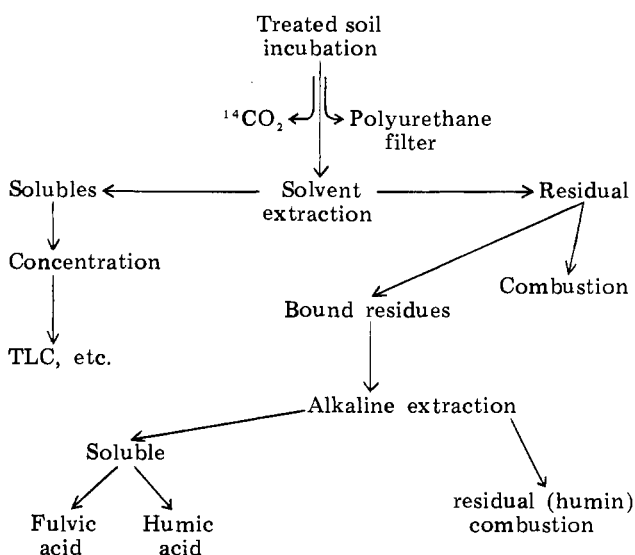 Treated soil
incubation
¹⁴CO₂
Polyurethane
filter
Solubles
Solvent
extraction
Residual
Concentration
Combustion
Bound residues
TLC, etc.
Alkaline extraction
Soluble
residual (humin)
combustion
Fulvic
acid
Humic
acid